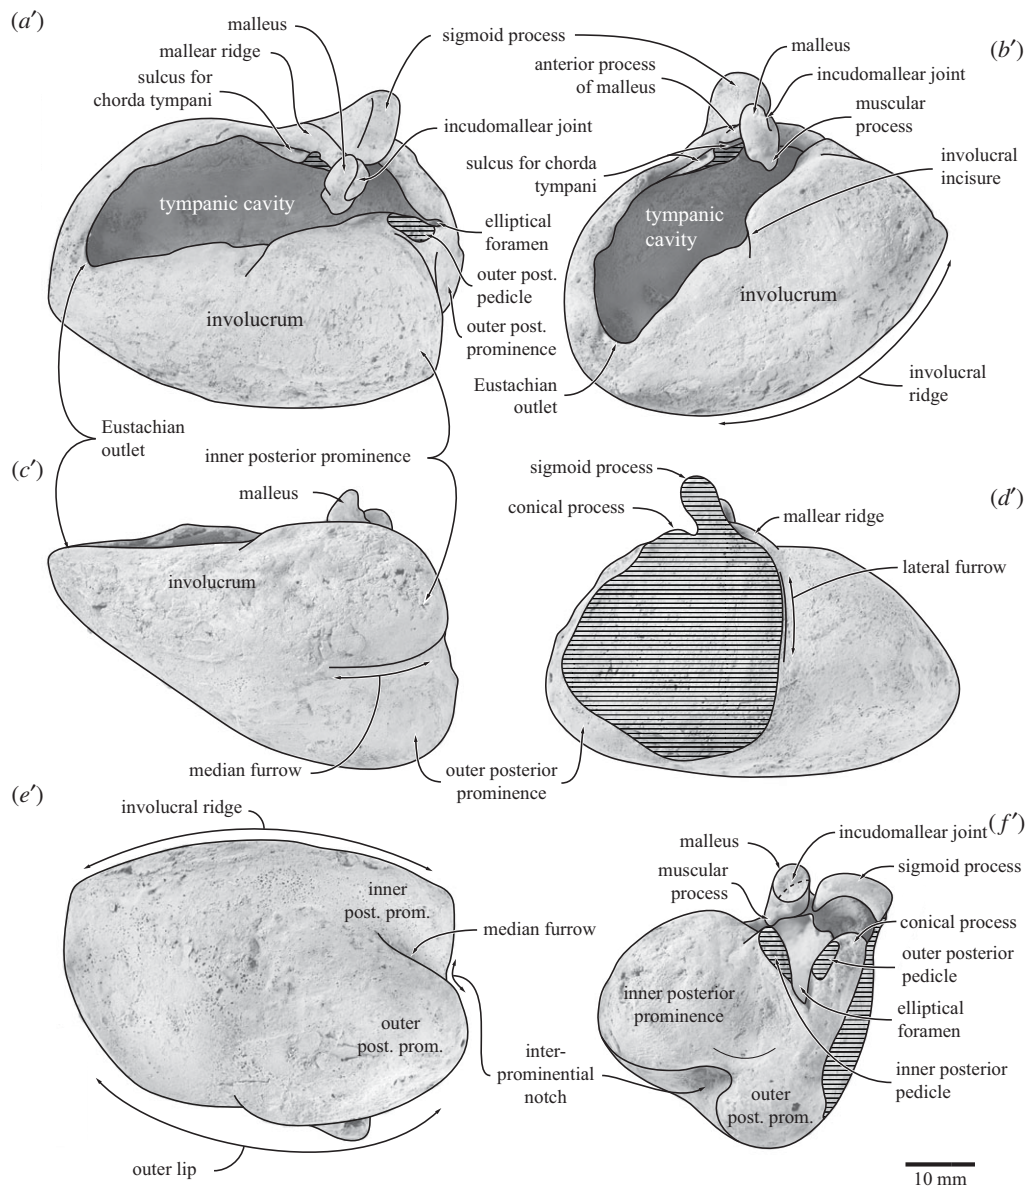 (a′)
malleus
mallear ridge
sulcus for
chorda tympani
sigmoid process
incudomallear joint
tympanic cavity
elliptical
foramen
outer post.
pedicle
outer post.
prominence
involucrum
Eustachian
outlet
inner posterior prominence
(b′)
malleus
anterior process
of malleus
incudomallear joint
muscular
process
sulcus for chorda
tympani
involucral
incisure
tympanic
cavity
involucrum
Eustachian
outlet
involucral
ridge
(c′)
malleus
involucrum
median furrow
outer posterior
prominence
(d′)
sigmoid process
conical process
mallear ridge
lateral furrow
(e′)
involucral ridge
inner
post. prom.
median furrow
outer
post. prom.
inter-
prominential
notch
outer lip
(f′)
malleus
incudomallear joint
muscular
process
sigmoid process
conical process
outer posterior
pedicle
elliptical
foramen
inner posterior
pedicle
inner posterior
prominence
outer
post. prom.
10 mm